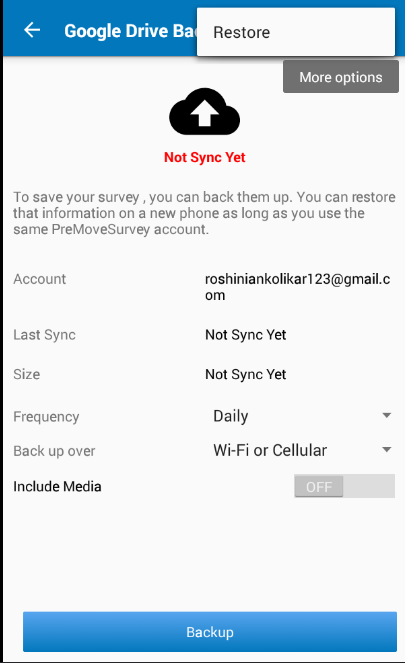 Google Drive Ba
Restore
More options
Not Sync Yet
To save your survey , you can back them up. You can restore
that information on a new phone as long as you use the
same PreMoveSurvey account.
Account
roshiniankolikar123@gmail.c
om
Last Sync
Not Sync Yet
Size
Not Sync Yet
Frequency
Daily
Back up over
Wi-Fi or Cellular
Include Media
OFF
Backup